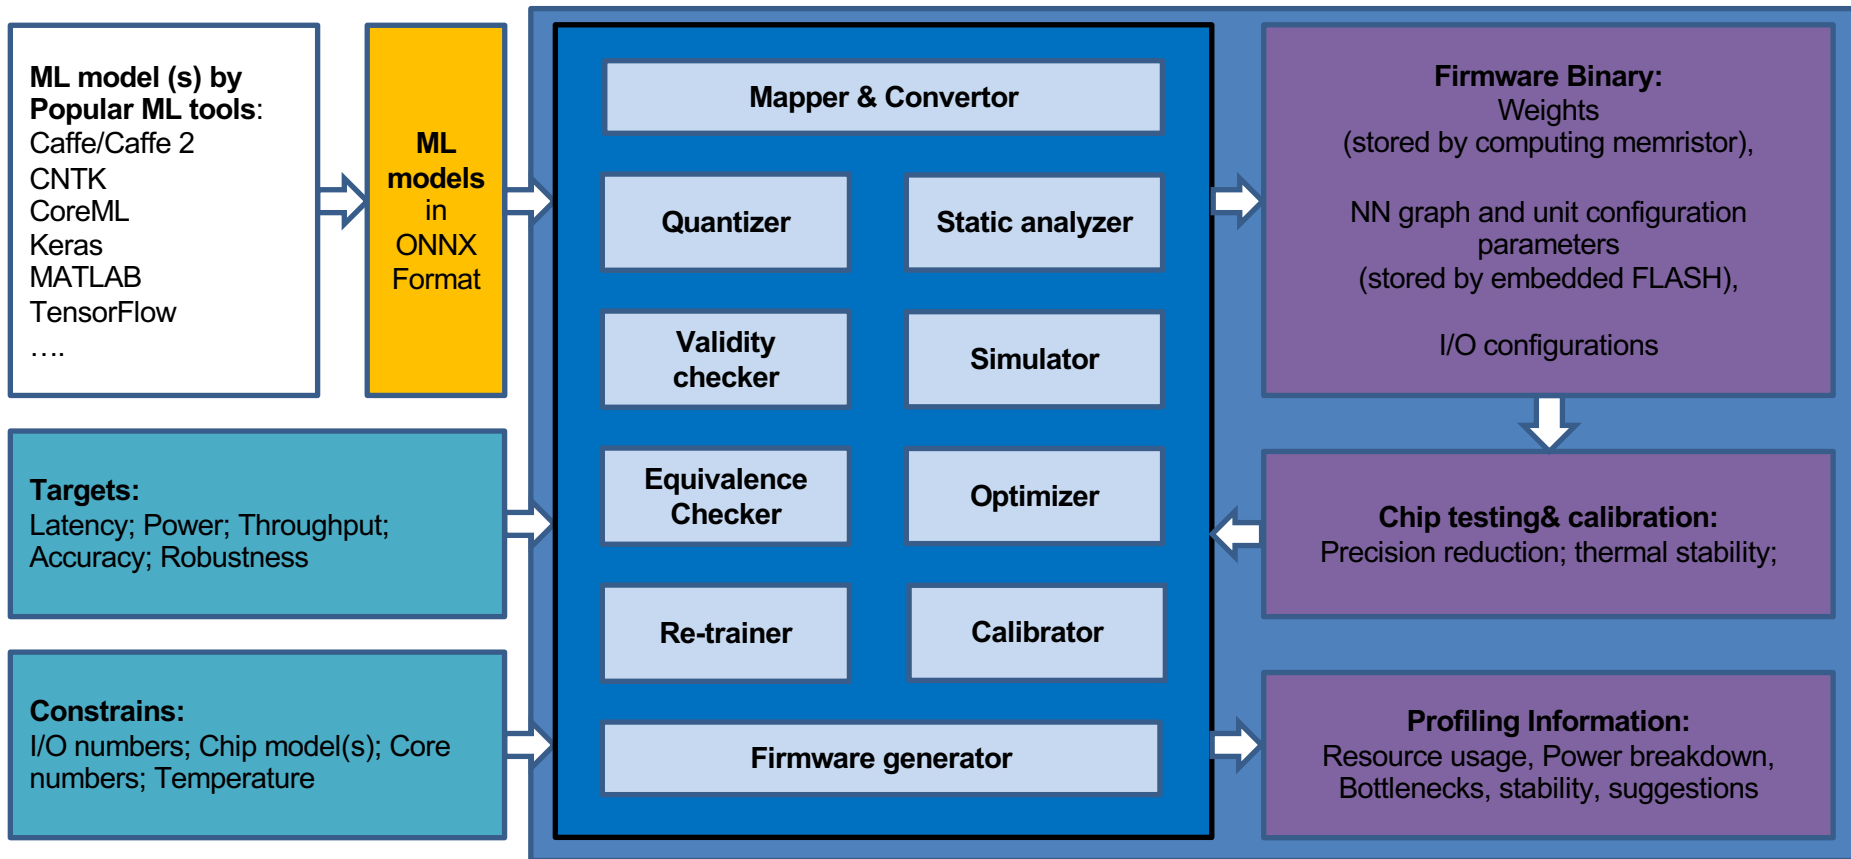 ML model (s) by
Popular ML tools:
Caffe/Caffe 2
CNTK
CoreML
Keras
MATLAB
TensorFlow
….
ML
models
in
ONNX
Format
Targets:
Latency; Power; Throughput;
Accuracy; Robustness
Constrains:
I/O numbers; Chip model(s); Core
numbers; Temperature
Mapper & Convertor
Quantizer
Static analyzer
Validity
checker
Simulator
Equivalence
Checker
Optimizer
Re-trainer
Calibrator
Firmware generator
Firmware Binary:
Weights
(stored by computing memristor),
NN graph and unit configuration
parameters
(stored by embedded FLASH),
I/O configurations
Chip testing& calibration:
Precision reduction; thermal stability;
Profiling Information:
Resource usage, Power breakdown,
Bottlenecks, stability, suggestions